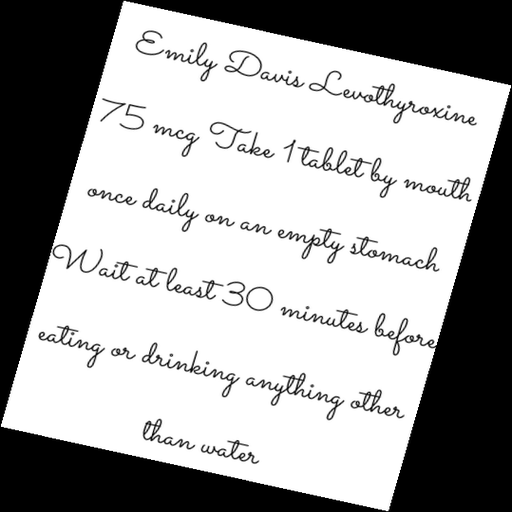 Emily Davis Levothyroxine
75 mcg Take 1 tablet by mouth
once daily on an empty stomach
Wait at least 30 minutes before
eating or drinking anything other
than water